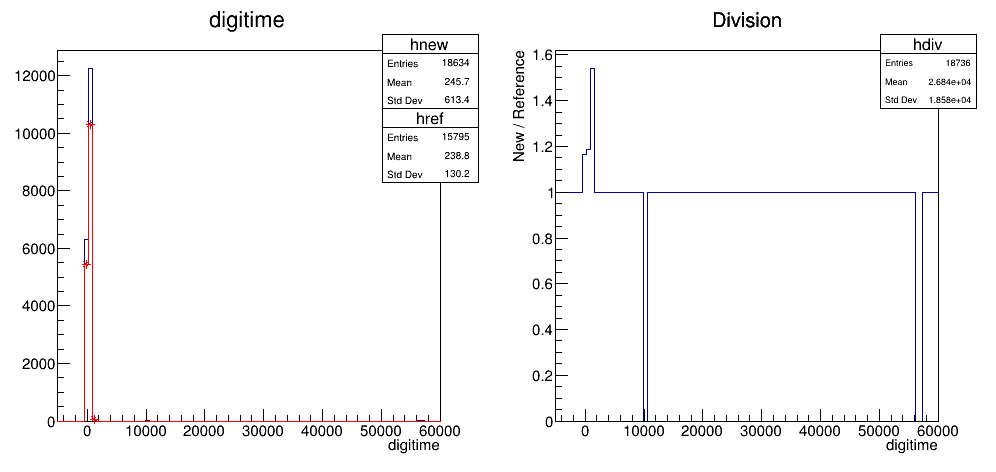 digitime
hnew
Entries 18634
Mean 245.7
Std Dev 613.4
href
Entries 15795
Mean 238.8
Std Dev 130.2
12000
10000
8000
6000
4000
2000
0
0 10000 20000 30000 40000 50000 60000
digitime
Division
hdiv
Entries 18736
Mean 2.684e+04
Std Dev 1.858e+04
New / Reference
1.6
1.4
1.2
1
0.8
0.6
0.4
0.2
0
0 10000 20000 30000 40000 50000 60000
digitime